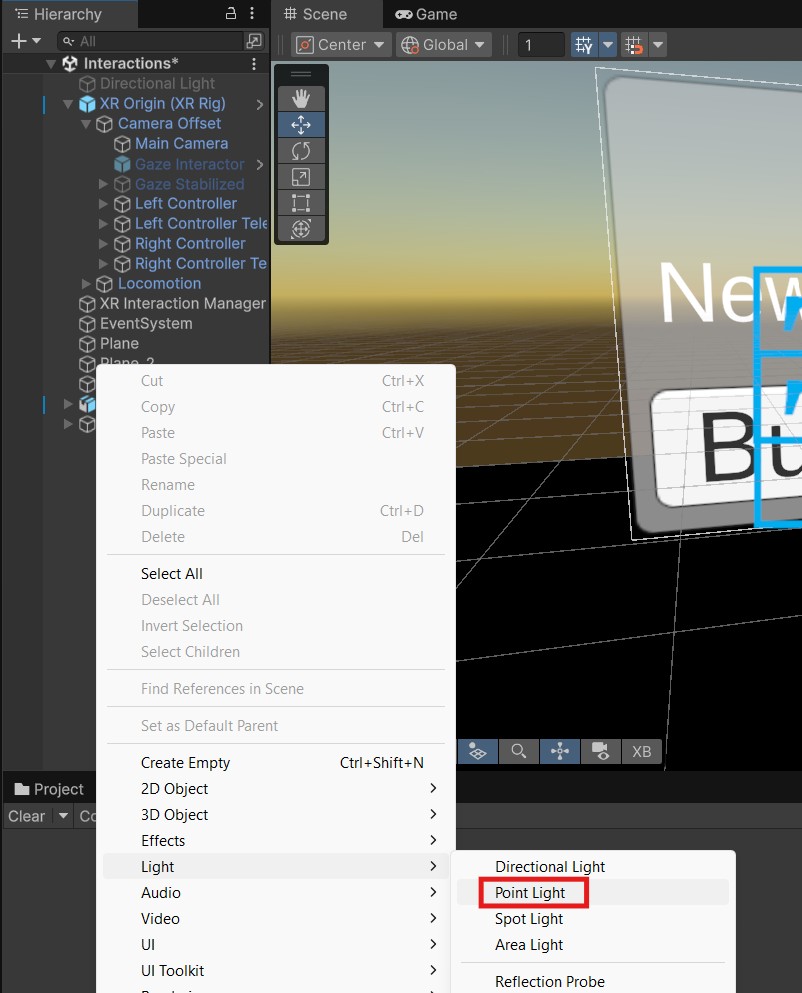 Hierarchy
Scene
Game
All
Center
Global
1
Interactions*
Directional Light
XR Origin (XR Rig)
Camera Offset
Main Camera
Gaze Interactor
Gaze Stabilized
Left Controller
Left Controller Tele
Right Controller
Right Controller Te
Locomotion
XR Interaction Manager
EventSystem
Plane
Plane 2
New
Bu
Cut Ctrl+X
Copy Ctrl+C
Paste Ctrl+V
Paste Special
Rename
Duplicate Ctrl+D
Delete Del
Select All
Deselect All
Invert Selection
Select Children
Find References in Scene
Set as Default Parent
Create Empty Ctrl+Shift+N
2D Object
3D Object
Effects
Light
Audio
Video
UI
UI Toolkit
XB
Project
Clear
Co
Directional Light
Point Light
Spot Light
Area Light
Reflection Probe